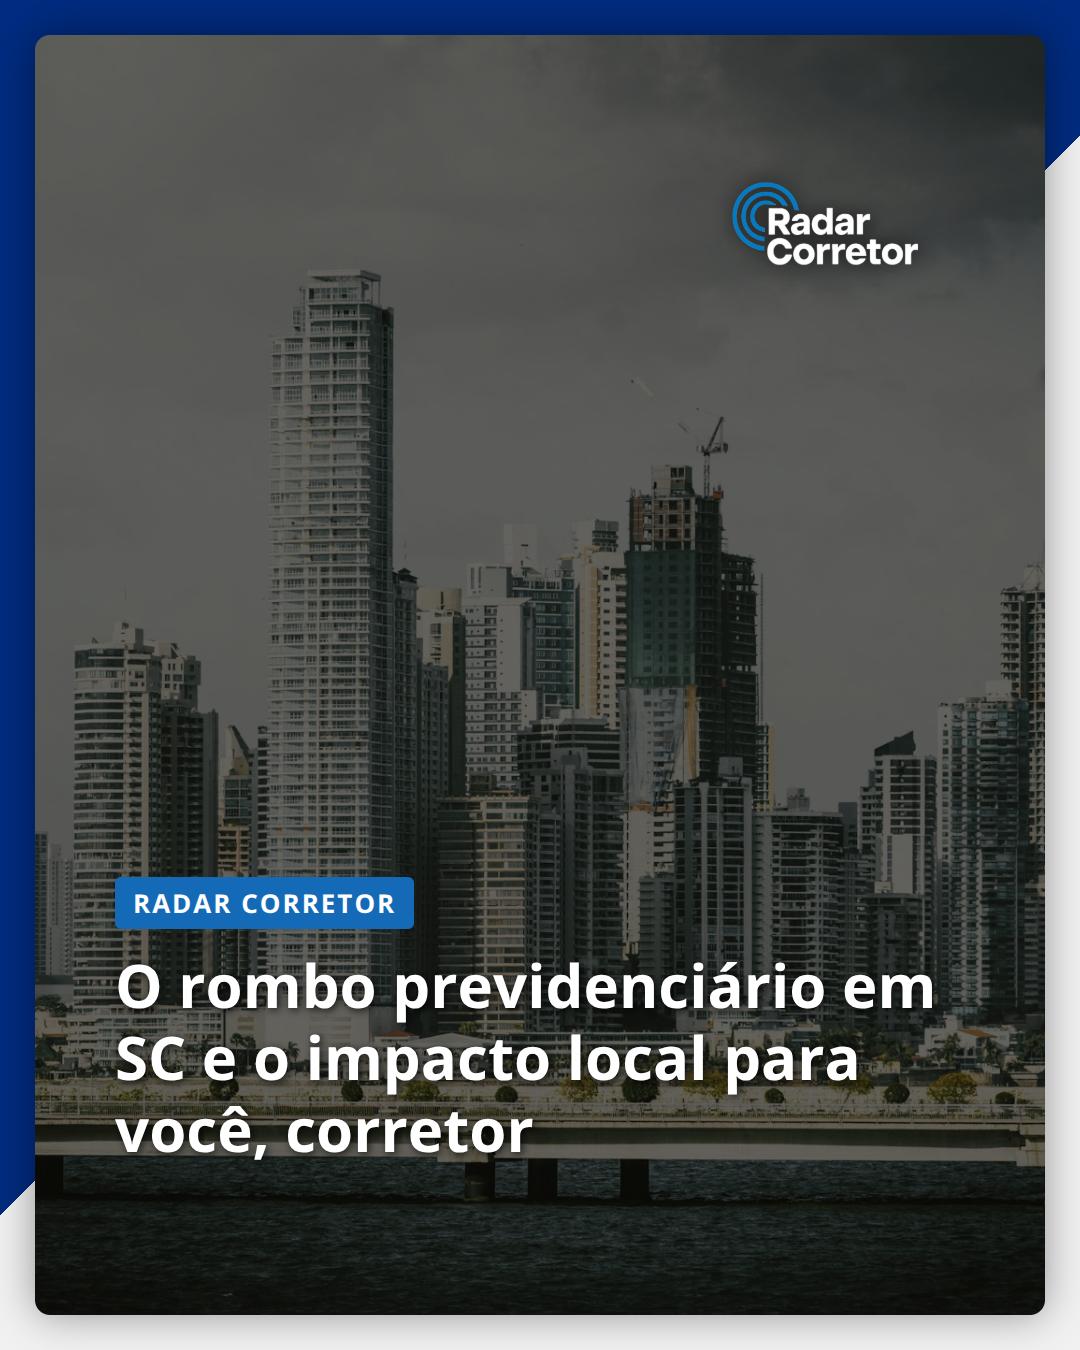 Radar
Corretor
RADAR CORRETOR
O rombo previdenciário em
SC e o impacto local para
você, corretor